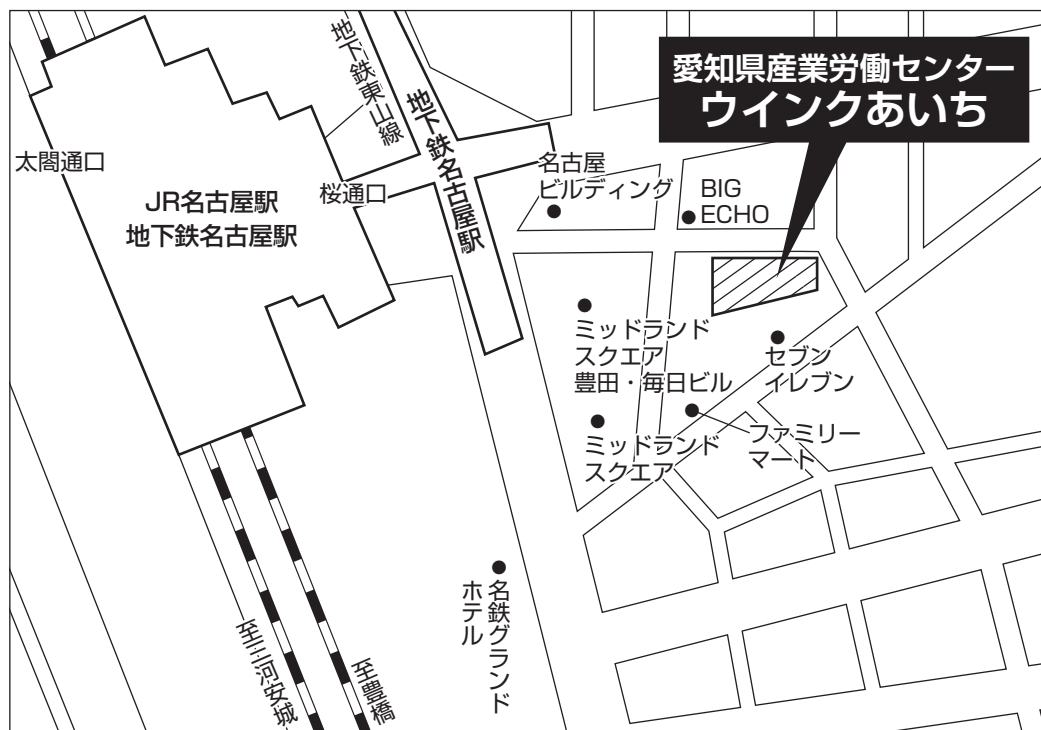 地下鉄東山線
愛知県産業労働センター
ウインクあいち
地下鉄名古屋駅
太閤通口
桜通口
JR名古屋駅
地下鉄名古屋駅
名古屋
ビルディング
BIG
ECHO
ミッドランド
スクエア
豊田・毎日ビル
セブン
イレブン
ミッドランド
スクエア
ファミリー
マート
名鉄グランド
ホテル
至三河安城
至豊橋